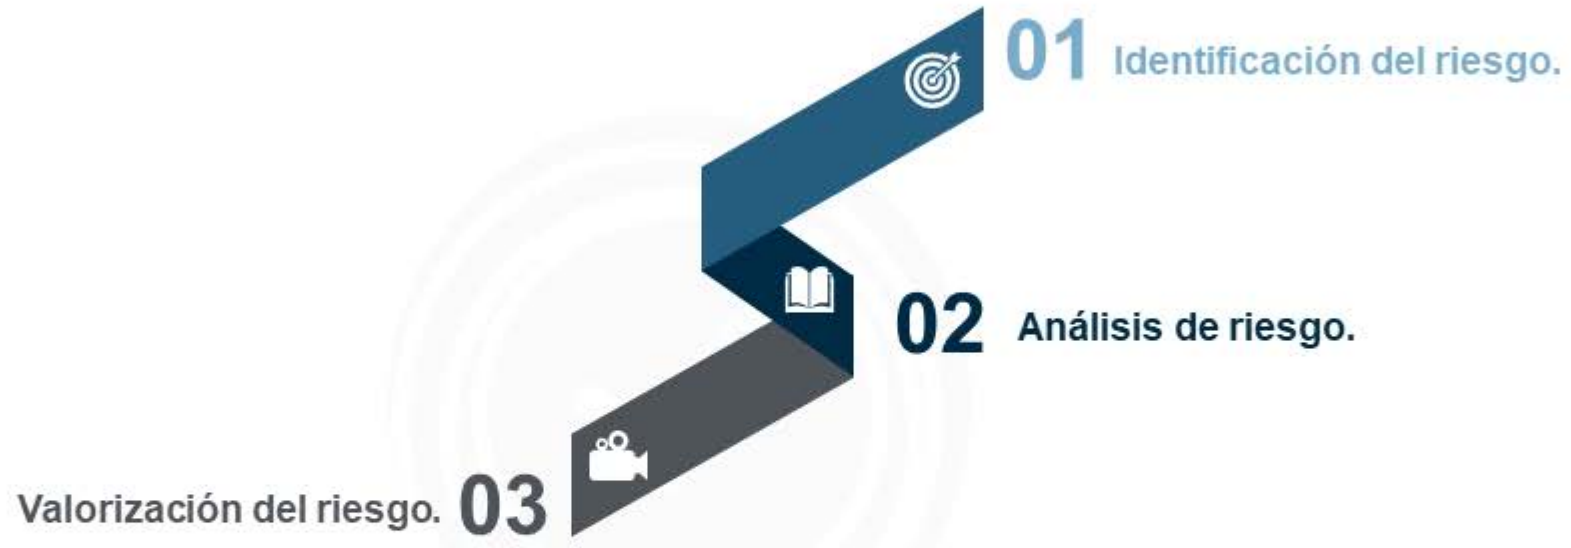 01 Identificación del riesgo.
02 Análisis de riesgo.
Valorización del riesgo. 03